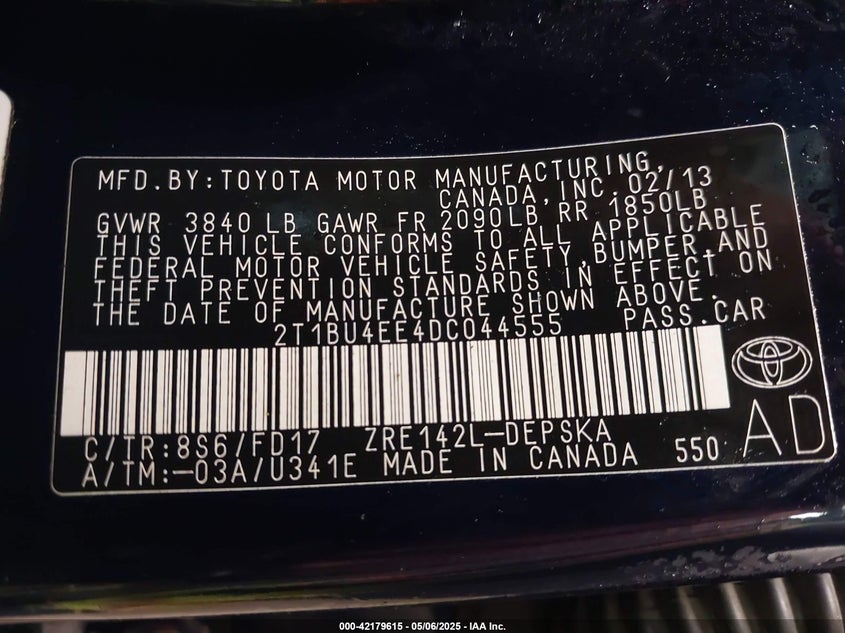 MFD.BY:TOYOTA MOTOR MANUFACTURING,
CANADA,INC. 02/13
GVWR 3840 LB GAWR FR 2090LB RR 1850LB
THIS VEHICLE CONFORMS TO ALL APPLICABLE
FEDERAL MOTOR VEHICLE SAFETY,BUMPER,AND
THEFT PREVENTION STANDARDS IN EFFECT ON
THE DATE OF MANUFACTURE SHOWN ABOVE.
2T1BU4EE4DC044555 PASS.CAR
C/TR:8S6/FD17 ZRE142L-DEPSKA
A/TM:-03A/U341E MADE IN CANADA 550 AD
000-42179615 - 05/06/2025 - IAA Inc.